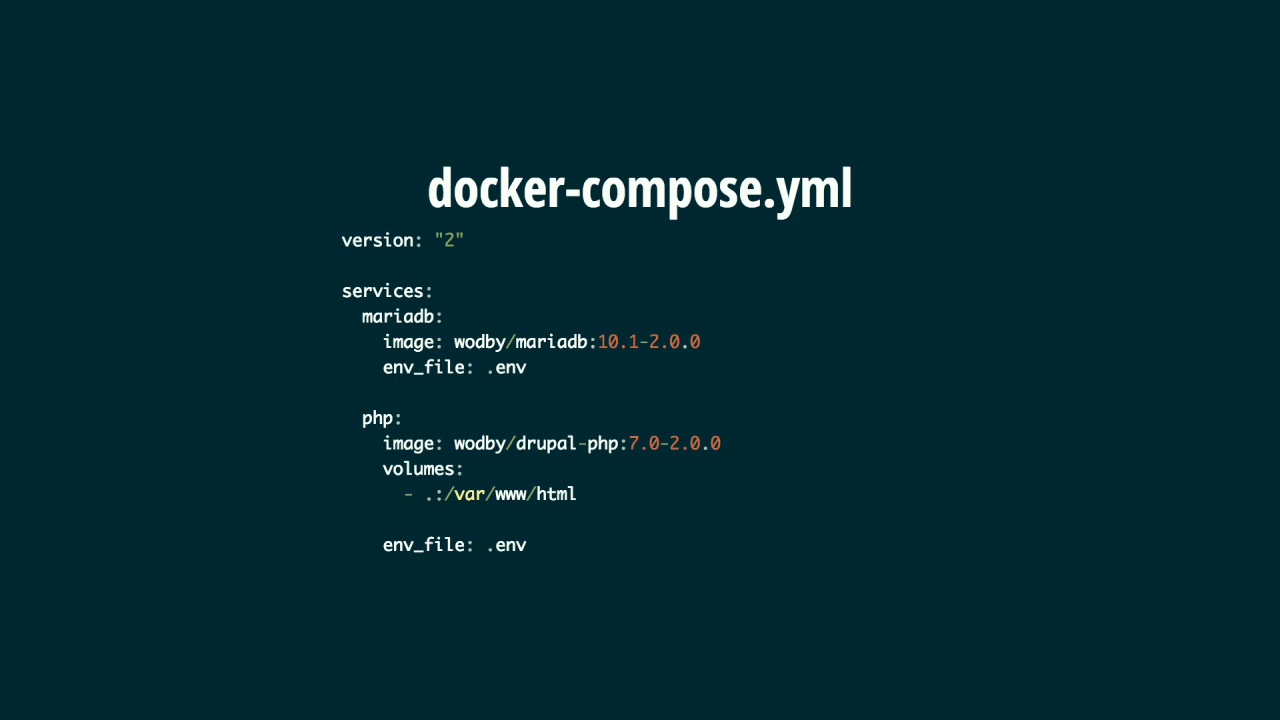 docker-compose.yml
version: "2"
services:
  mariadb:
    image: wodby/mariadb:10.1-2.0.0
    env_file: .env
  php:
    image: wodby/drupal-php:7.0-2.0.0
    volumes:
      - .:/var/www/html
    env_file: .env